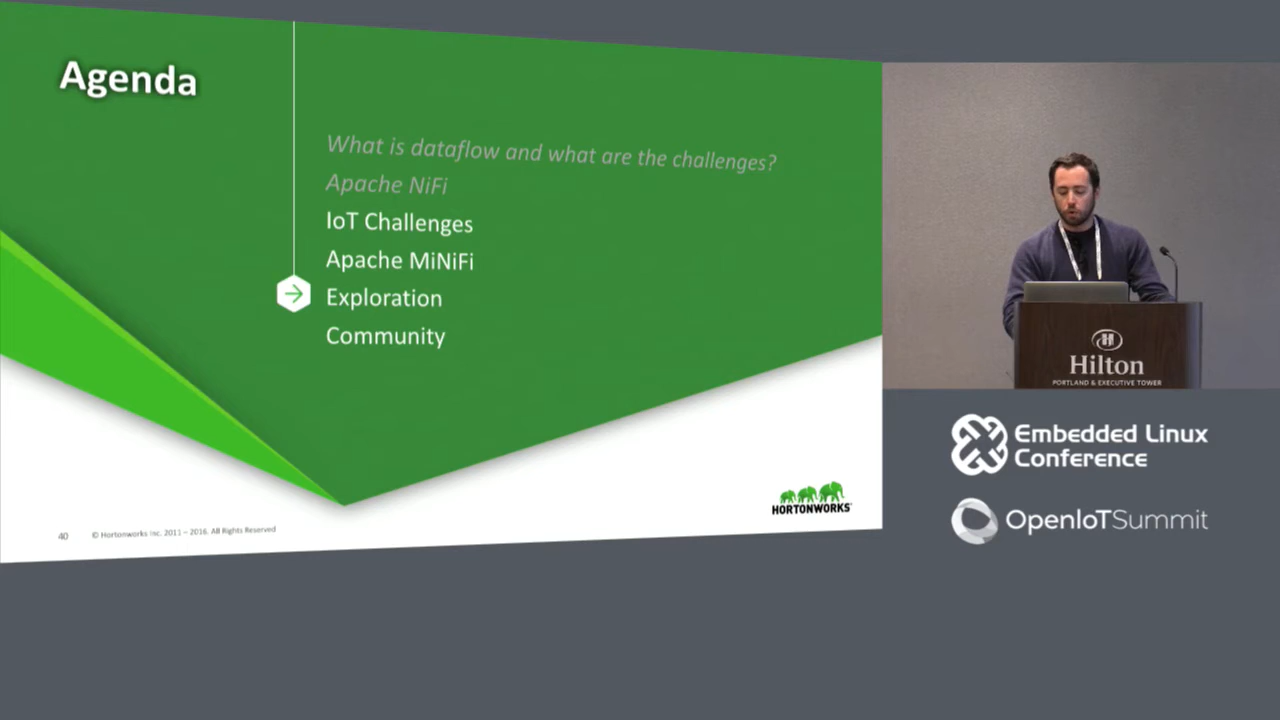 Agenda
What is dataflow and what are the challenges?
Apache NiFi
IoT Challenges
Apache MiNiFi
Exploration
Community
HORTONWORKS
40
© Hortonworks Inc. 2011 – 2016. All Rights Reserved
Hilton
PORTLAND & EXECUTIVE TOWER
Embedded Linux
Conference
OpenIoTSummit